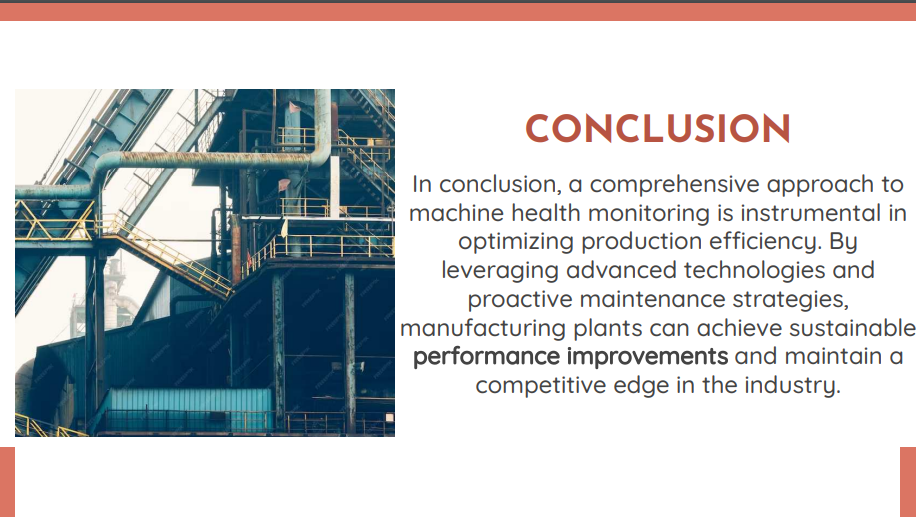 CONCLUSION
In conclusion, a comprehensive approach to
machine health monitoring is instrumental in
optimizing production efficiency. By
leveraging advanced technologies and
proactive maintenance strategies,
manufacturing plants can achieve sustainable
performance improvements and maintain a
competitive edge in the industry.